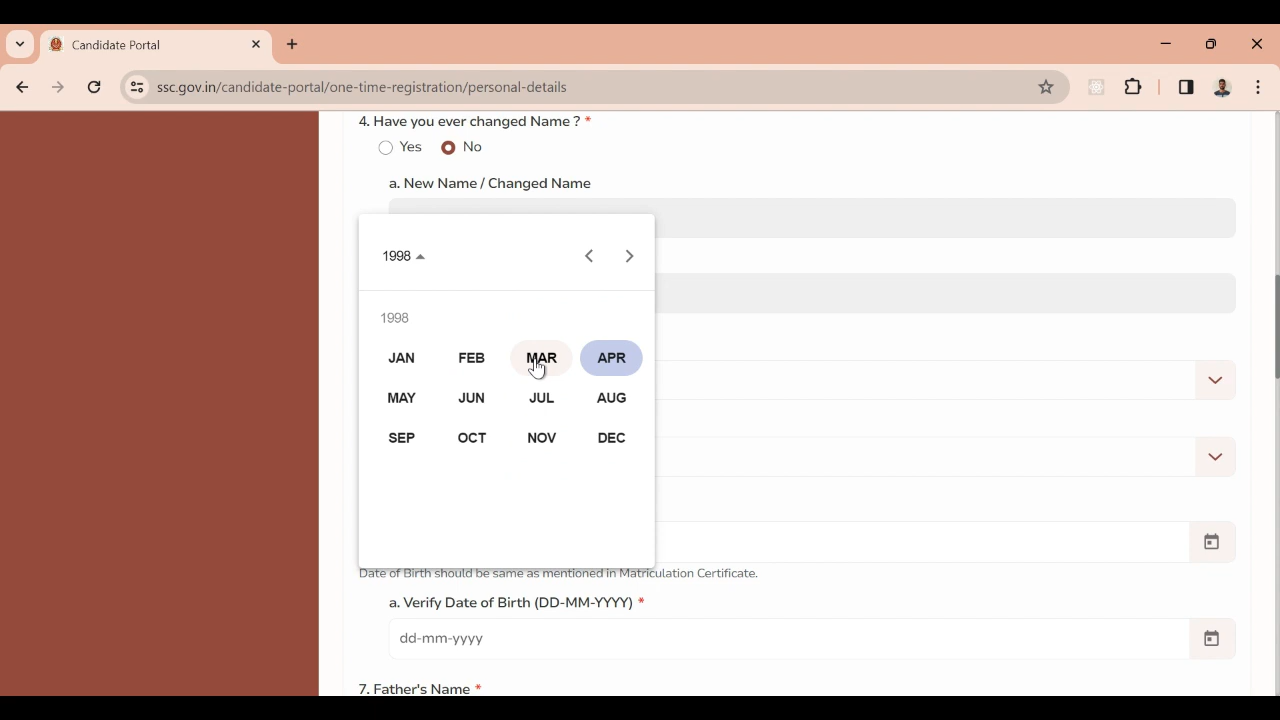 Candidate Portal
ssc.gov.in/candidate-portal/one-time-registration/personal-details
4. Have you ever changed Name ? *
Yes No
a. New Name / Changed Name
1998
1998
JAN FEB MAR APR
MAY JUN JUL AUG
SEP OCT NOV DEC
Date of Birth should be same as mentioned in Matriculation Certificate.
a. Verify Date of Birth (DD-MM-YYYY) *
dd-mm-yyyy
7. Father's Name *